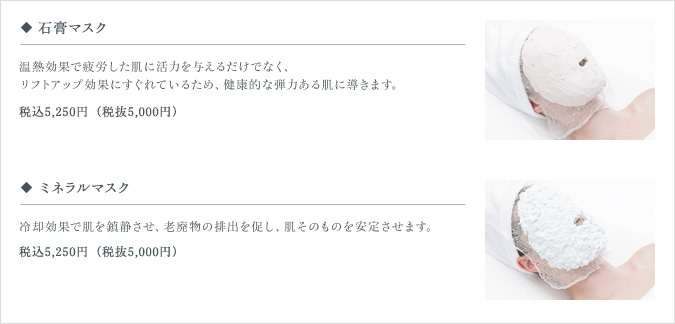 ◆ 石膏マスク
温熱効果で疲労した肌に活力を与えるだけでなく、
リフトアップ効果にすぐれているため、健康的な弾力ある肌に導きます。
税込5,250円（税抜5,000円）
◆ ミネラルマスク
冷却効果で肌を鎮静させ、老廃物の排出を促し、肌そのものを安定させます。
税込5,250円（税抜5,000円）